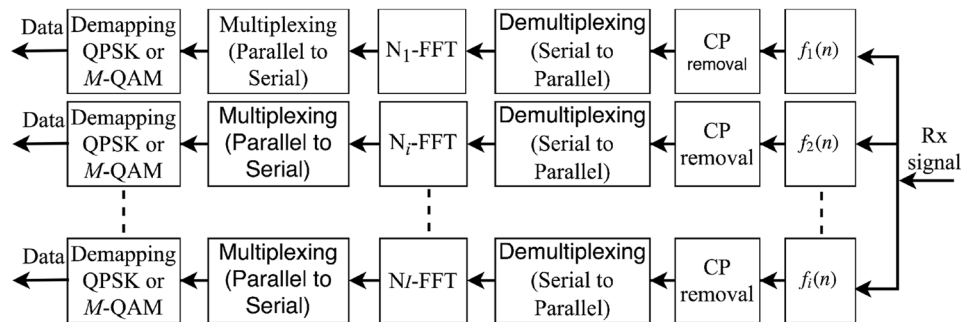 Data
Demapping
QPSK or
M-QAM
Multiplexing
(Parallel to
Serial)
N1-FFT
Demultiplexing
(Serial to
Parallel)
CP
removal
f1(n)
Data
Demapping
QPSK or
M-QAM
Multiplexing
(Parallel to
Serial)
Ni-FFT
Demultiplexing
(Serial to
Parallel)
CP
removal
f2(n)
Rx
signal
Data
Demapping
QPSK or
M-QAM
Multiplexing
(Parallel to
Serial)
NI-FFT
Demultiplexing
(Serial to
Parallel)
CP
removal
fi(n)